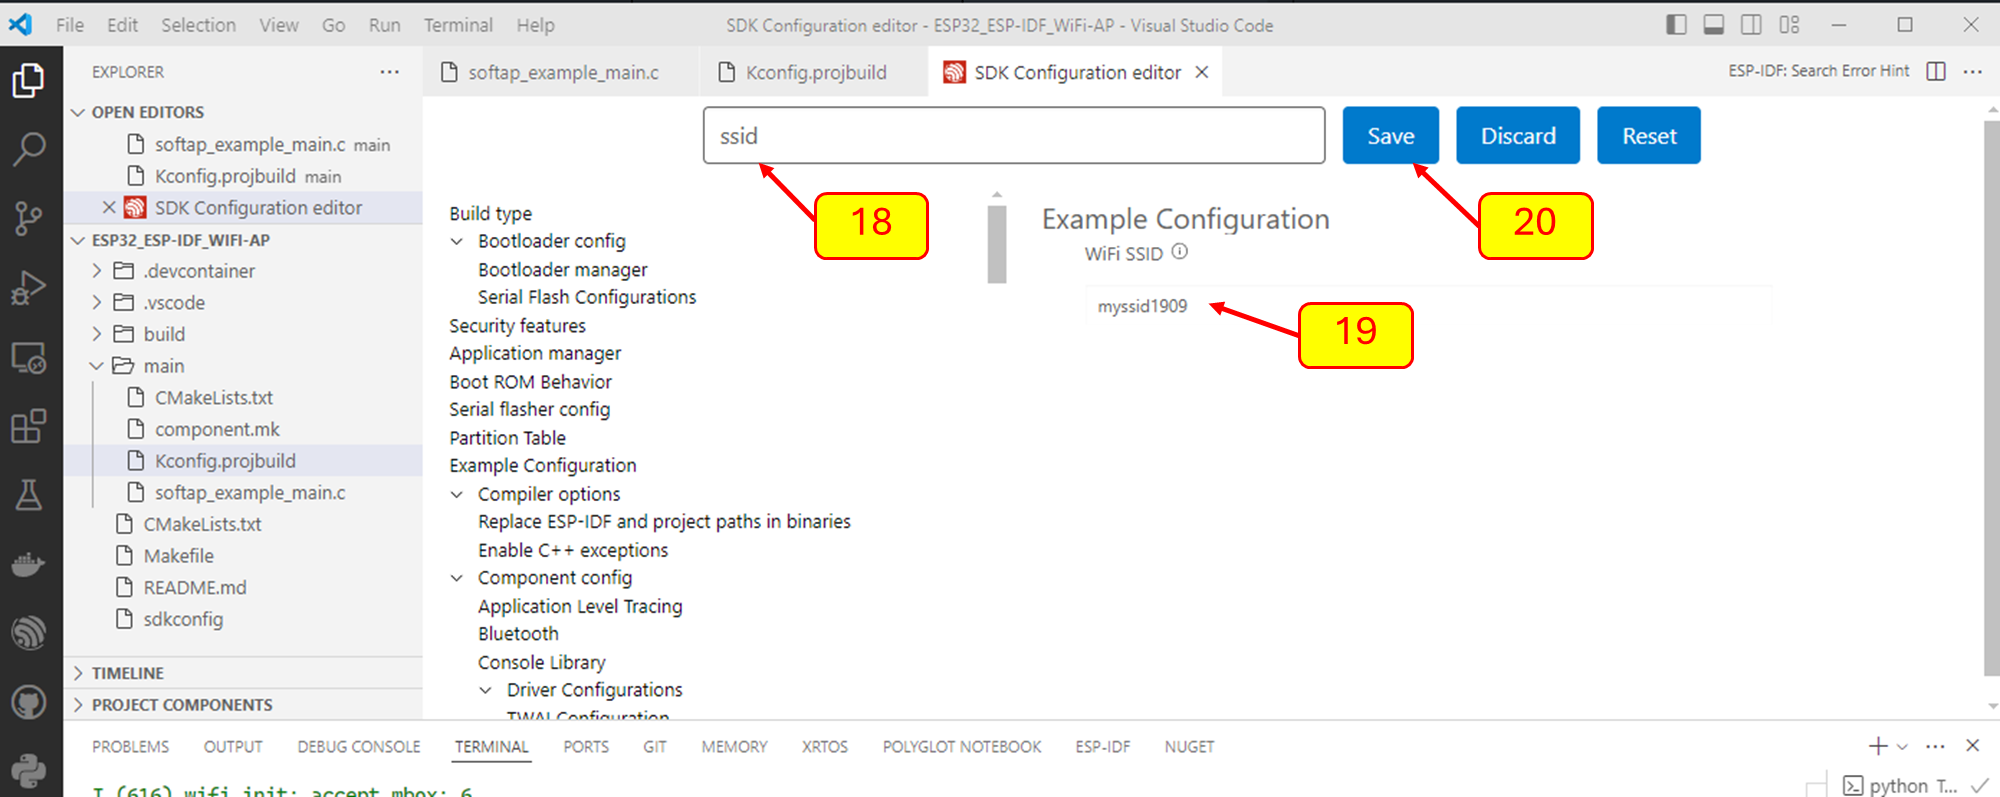 File Edit Selection View Go Run Terminal Help
SDK Configuration editor - ESP32_ESP-IDF_WiFi-AP - Visual Studio Code
EXPLORER
softap_example_main.c
Kconfig.projbuild
SDK Configuration editor
ESP-IDF: Search Error Hint
OPEN EDITORS
softap_example_main.c main
Kconfig.projbuild main
SDK Configuration editor
ESP32_ESP-IDF_WIFI-AP
.devcontainer
.vscode
build
main
CMakeLists.txt
component.mk
Kconfig.projbuild
softap_example_main.c
CMakeLists.txt
Makefile
README.md
sdkconfig
TIMELINE
PROJECT COMPONENTS
ssid
Save
Discard
Reset
18
20
Build type
Bootloader config
Bootloader manager
Serial Flash Configurations
Security features
Application manager
Boot ROM Behavior
Serial flasher config
Partition Table
Example Configuration
Compiler options
Replace ESP-IDF and project paths in binaries
Enable C++ exceptions
Component config
Application Level Tracing
Bluetooth
Console Library
Driver Configurations
TWAI Configuration
Example Configuration
WiFi SSID
myssid1909
19
PROBLEMS OUTPUT DEBUG CONSOLE TERMINAL PORTS GIT MEMORY XRTOS POLYGLOT NOTEBOOK ESP-IDF NUGET
I (616) wifi_init: accept mbox: 6
python T...